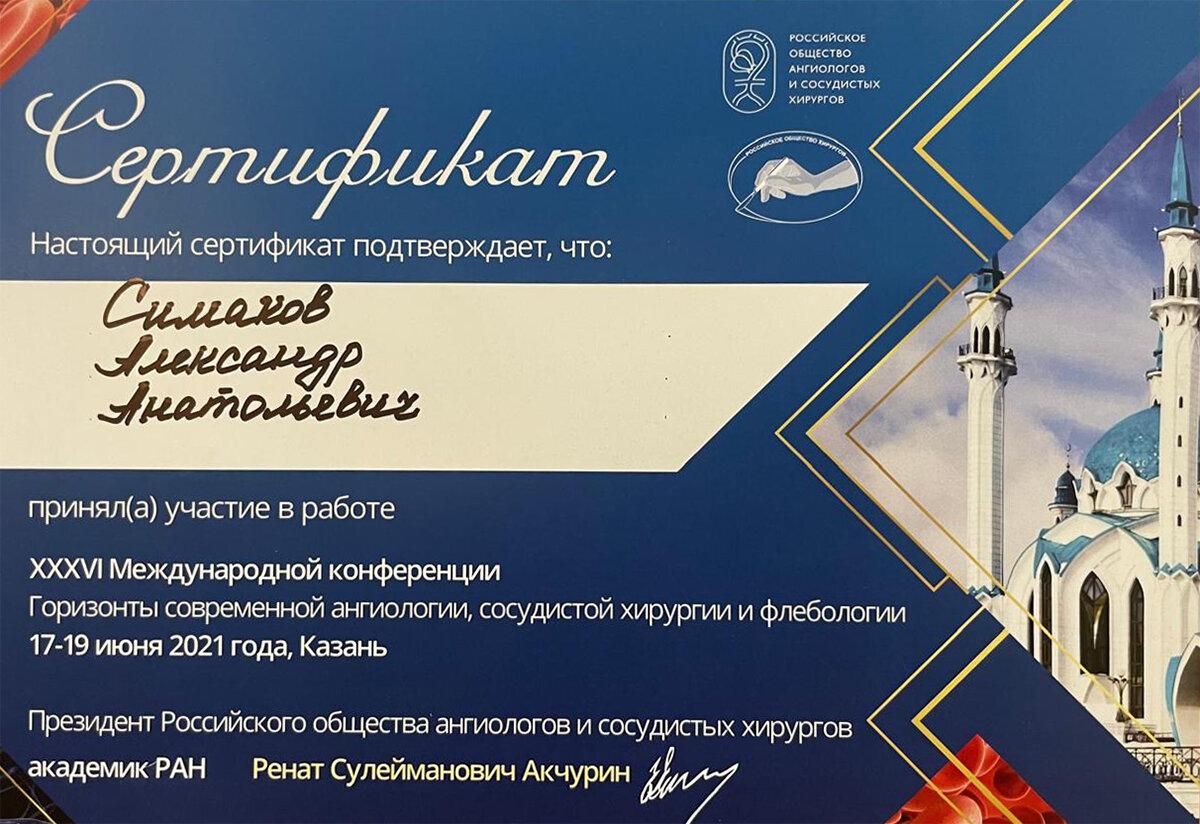 РОССИЙСКОЕ
ОБЩЕСТВО
АНГИОЛОГОВ
И СОСУДИСТЫХ
ХИРУРГОВ
РОССИЙСКОЕ ОБЩЕСТВО ХИРУРГОВ
Сертификат
Настоящий сертификат подтверждает, что:
Симаков
Александр
Анатольевич
принял(а) участие в работе
XXXVI Международной конференции
Горизонты современной ангиологии, сосудистой хирургии и флебологии
17-19 июня 2021 года, Казань
Президент Российского общества ангиологов и сосудистых хирургов
академик РАН Ренат Сулейманович Акчурин